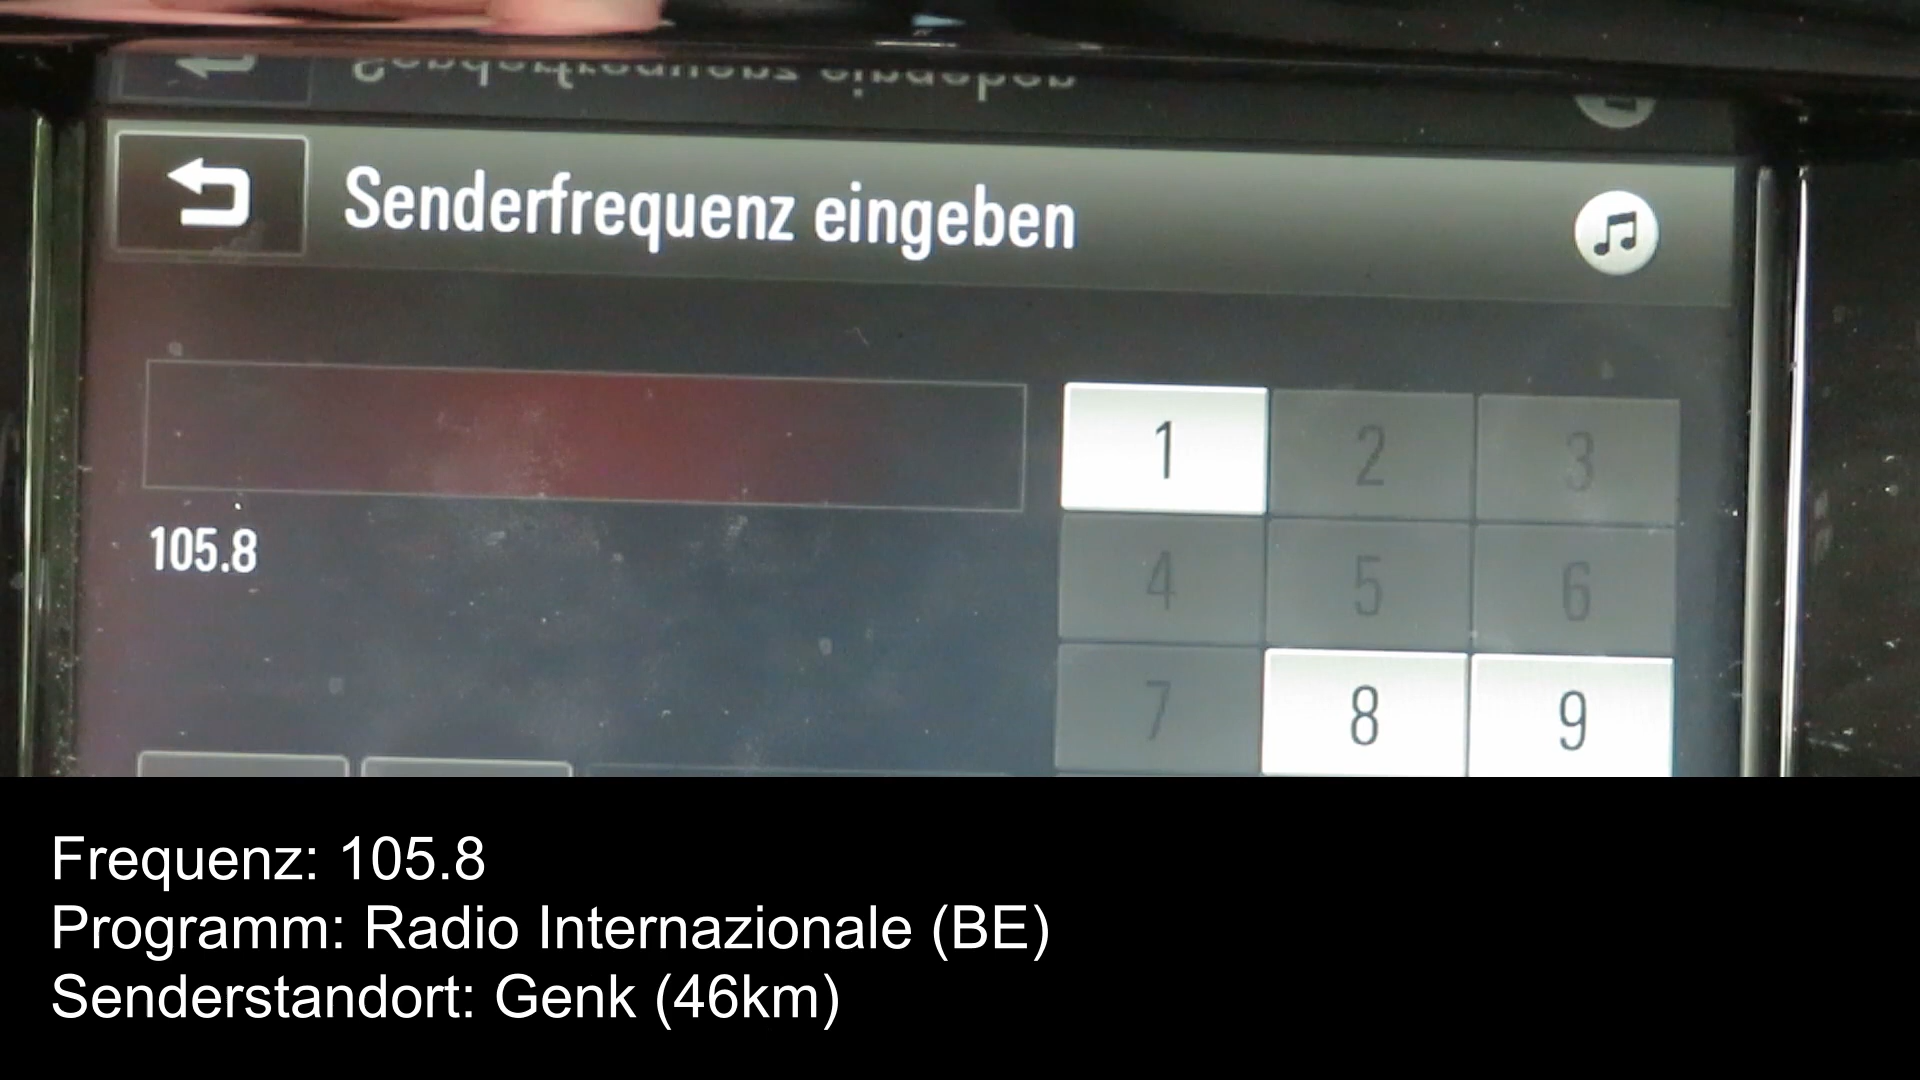 Senderfrequenz eingeben
1 2 3
105.8
4 5 6
7 8 9
Frequenz: 105.8
Programm: Radio Internazionale (BE)
Senderstandort: Genk (46km)